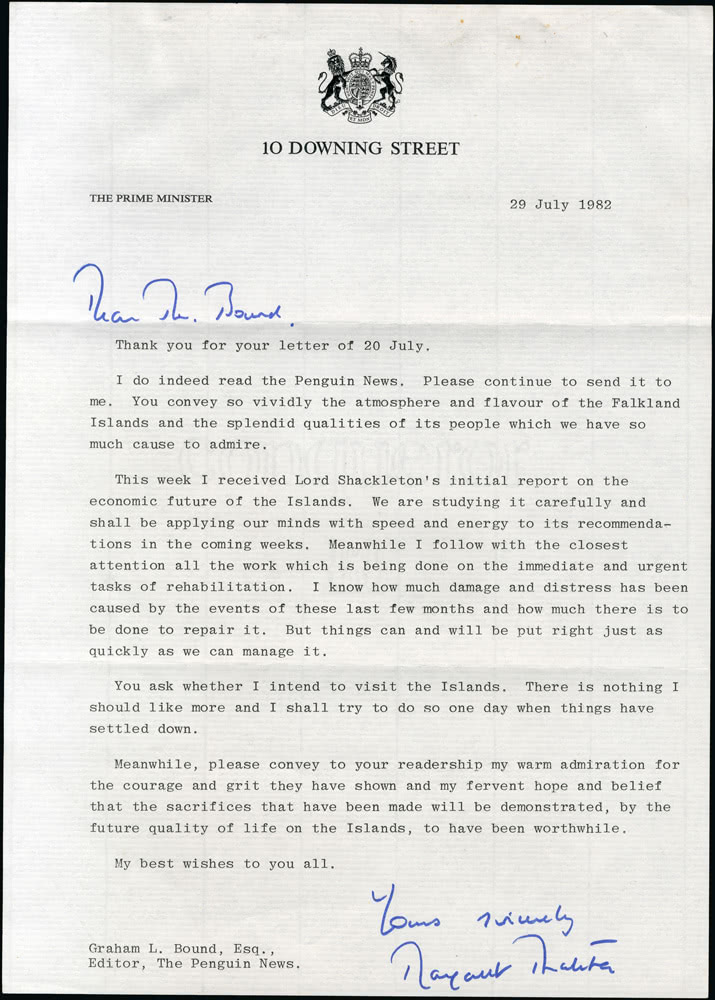 DIEU ET MON DROIT
10 DOWNING STREET
THE PRIME MINISTER
29 July 1982
Dear Mr. Bound,
Thank you for your letter of 20 July.
I do indeed read the Penguin News. Please continue to send it to
me. You convey so vividly the atmosphere and flavour of the Falkland
Islands and the splendid qualities of its people which we have so
much cause to admire.
This week I received Lord Shackleton's initial report on the
economic future of the Islands. We are studying it carefully and
shall be applying our minds with speed and energy to its recommenda-
tions in the coming weeks. Meanwhile I follow with the closest
attention all the work which is being done on the immediate and urgent
tasks of rehabilitation. I know how much damage and distress has been
caused by the events of these last few months and how much there is to
be done to repair it. But things can and will be put right just as
quickly as we can manage it.
You ask whether I intend to visit the Islands. There is nothing I
should like more and I shall try to do so one day when things have
settled down.
Meanwhile, please convey to your readership my warm admiration for
the courage and grit they have shown and my fervent hope and belief
that the sacrifices that have been made will be demonstrated, by the
future quality of life on the Islands, to have been worthwhile.
My best wishes to you all.
Yours sincerely
Margaret Thatcher
Graham L. Bound, Esq.,
Editor, The Penguin News.